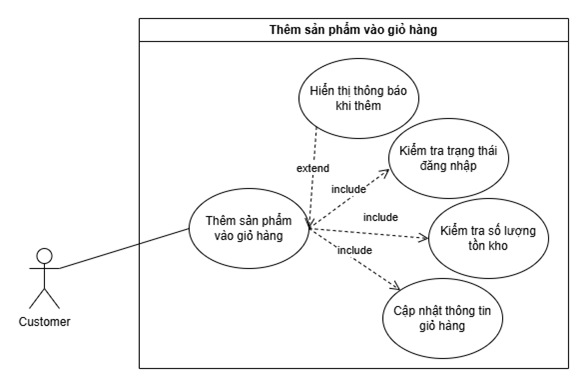 Thêm sản phẩm vào giỏ hàng
Hiển thị thông báo
khi thêm
Kiểm tra trạng thái
đăng nhập
extend
include
Thêm sản phẩm
vào giỏ hàng
include
Kiểm tra số lượng
tồn kho
include
Cập nhật thông tin
giỏ hàng
Customer